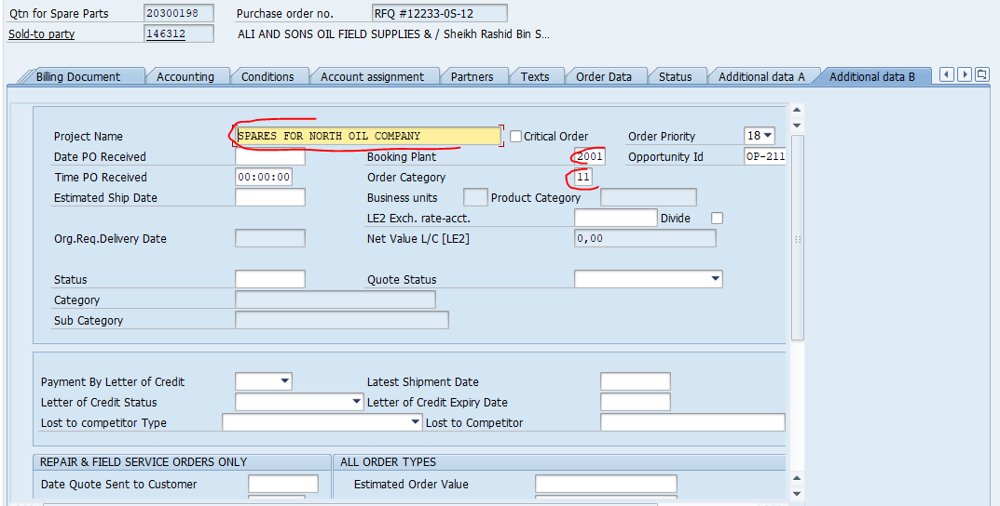 Qtn for Spare Parts 20300198 Purchase order no. RFQ #12233-0S-12
Sold-to party 146312 ALI AND SONS OIL FIELD SUPPLIES & / Sheikh Rashid Bin S...
Billing Document Accounting Conditions Account assignment Partners Texts Order Data Status Additional data A Additional data B
Project Name SPARES FOR NORTH OIL COMPANY Critical Order Order Priority 18
Date PO Received Booking Plant 2001 Opportunity Id OP-211
Time PO Received 00:00:00 Order Category 11
Estimated Ship Date Business units Product Category
LE2 Exch. rate-acct. Divide
Org.Req.Delivery Date Net Value L/C [LE2] 0,00
Status Quote Status
Category
Sub Category
Payment By Letter of Credit Latest Shipment Date
Letter of Credit Status Letter of Credit Expiry Date
Lost to competitor Type Lost to Competitor
REPAIR & FIELD SERVICE ORDERS ONLY ALL ORDER TYPES
Date Quote Sent to Customer Estimated Order Value